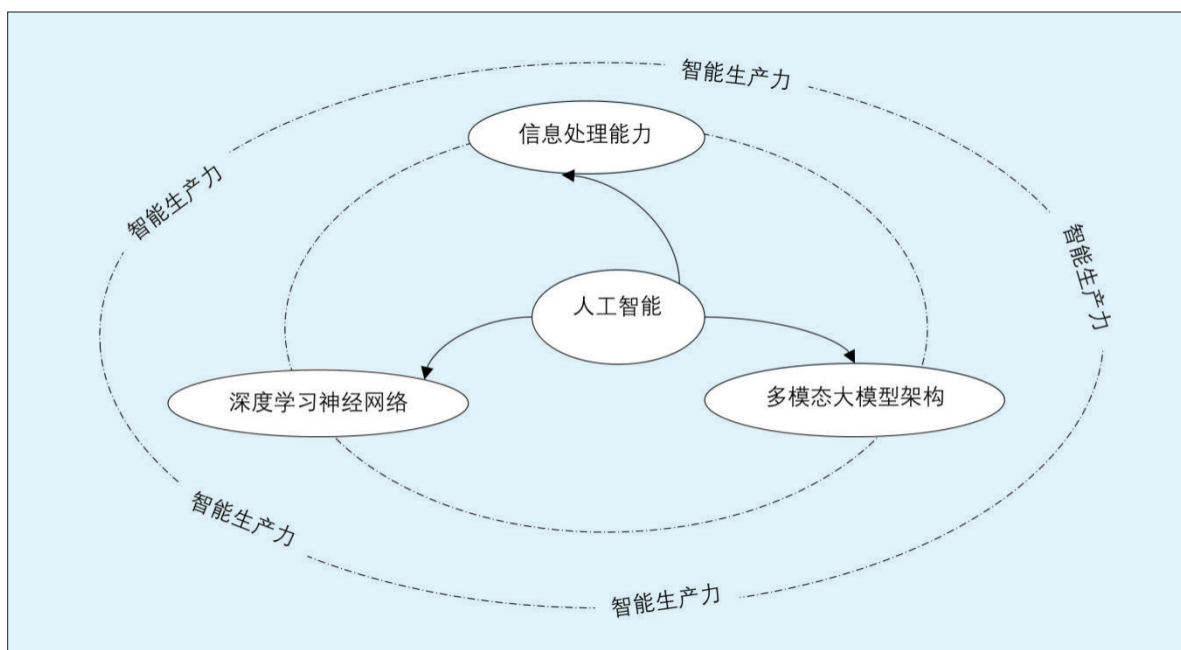 智能生产力
信息处理能力
智能生产力
智能生产力
人工智能
深度学习神经网络
多模态大模型架构
智能生产力
智能生产力